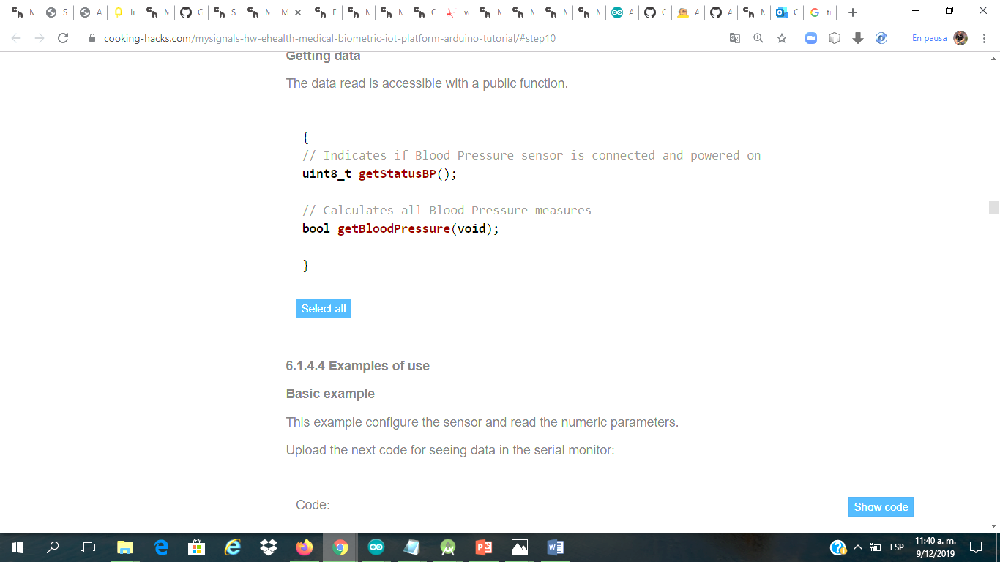 cooking-hacks.com/mysignals-hw-ehealth-medical-biometric-iot-platform-arduino-tutorial/#step10
En pausa
Getting data
The data read is accessible with a public function.
{
// Indicates if Blood Pressure sensor is connected and powered on
uint8_t getStatusBP();
// Calculates all Blood Pressure measures
bool getBloodPressure(void);
}
Select all
6.1.4.4 Examples of use
Basic example
This example configure the sensor and read the numeric parameters.
Upload the next code for seeing data in the serial monitor:
Code:
Show code
ESP
11:40 a. m.
9/12/2019